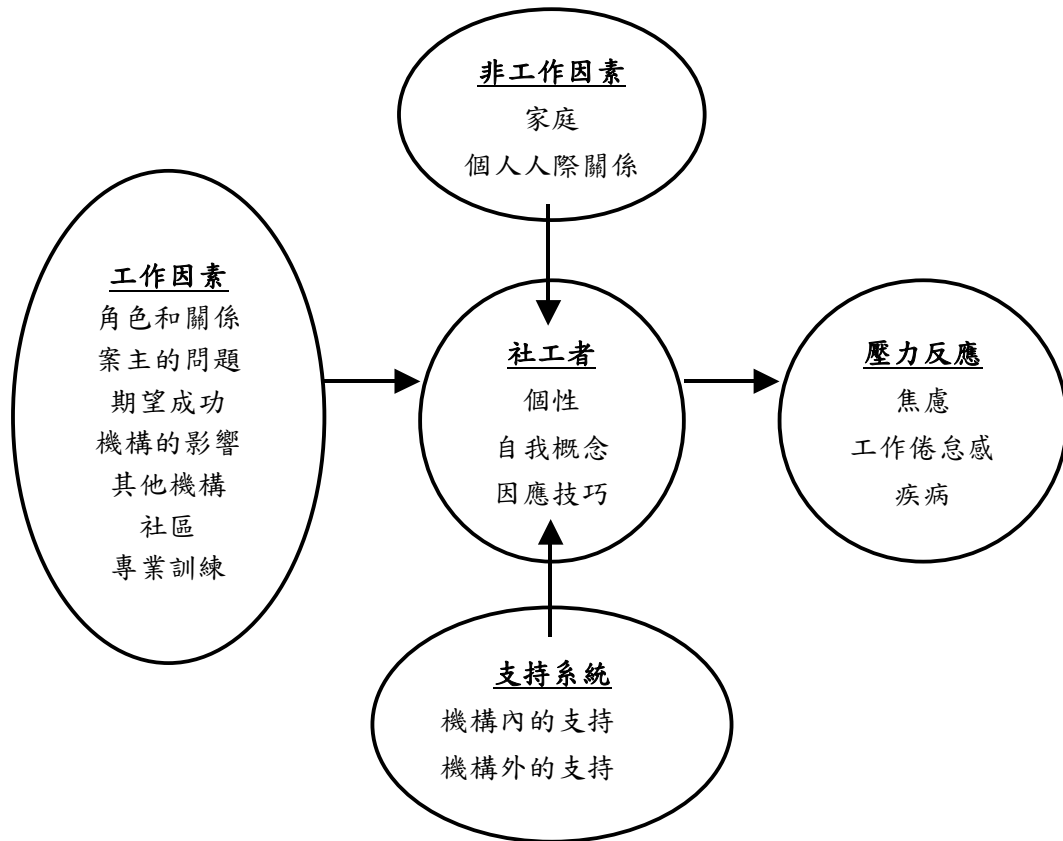 非工作因素
家庭
個人人際關係
工作因素
角色和關係
案主的問題
期望成功
機構的影響
其他機構
社區
專業訓練
社工者
個性
自我概念
因應技巧
壓力反應
焦慮
工作倦怠感
疾病
支持系統
機構內的支持
機構外的支持